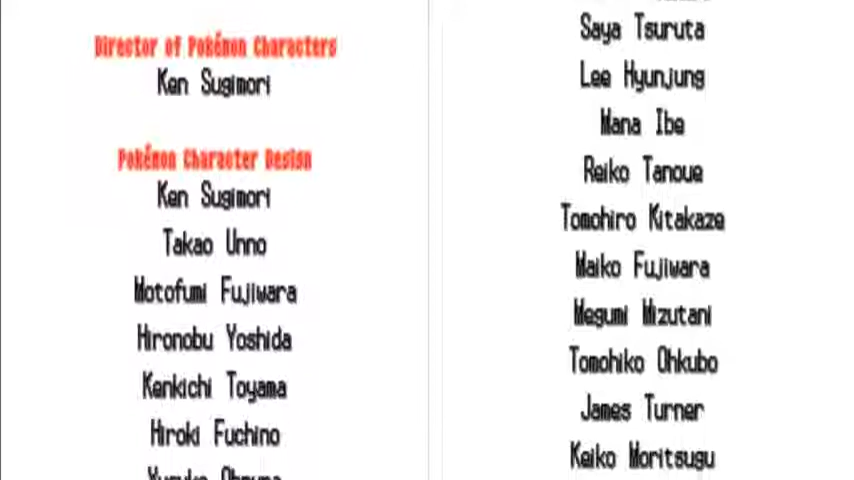 Director of Pokémon Characters
Ken Sugimori
Pokémon Character Design
Ken Sugimori
Takao Unno
Motofumi Fujiwara
Hironobu Yoshida
Kenkichi Toyama
Hiroki Fuchino
Saya Tsuruta
Lee Hyunjung
Mana Ibe
Reiko Tanoue
Tomohiro Kitakaze
Maiko Fujiwara
Megumi Mizutani
Tomohiko Ohkubo
James Turner
Keiko Moritsugu